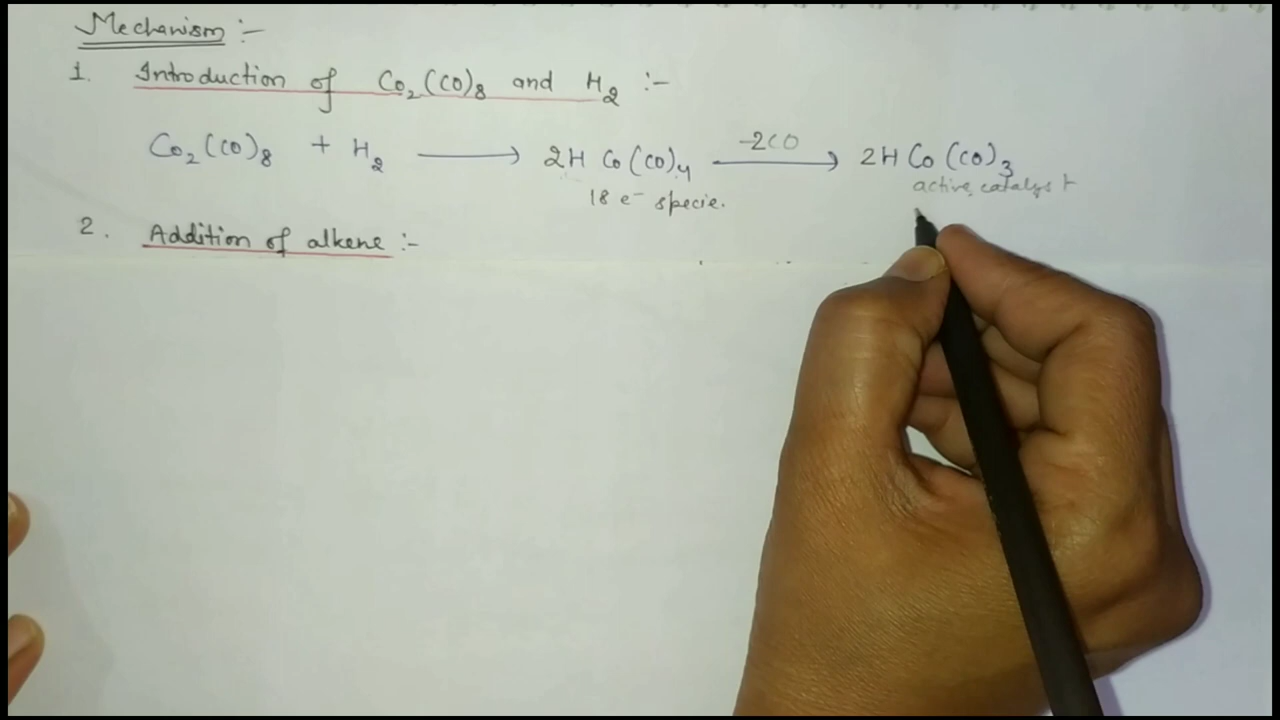 Mechanism :-
1. Introduction of Co₂(CO)₈ and H₂ :-
Co₂(CO)₈ + H₂ ⟶ 2H Co(CO)₄ —-2CO⟶ 2H Co(CO)₃
18 e⁻ specie. active catalyst
2. Addition of alkene :-